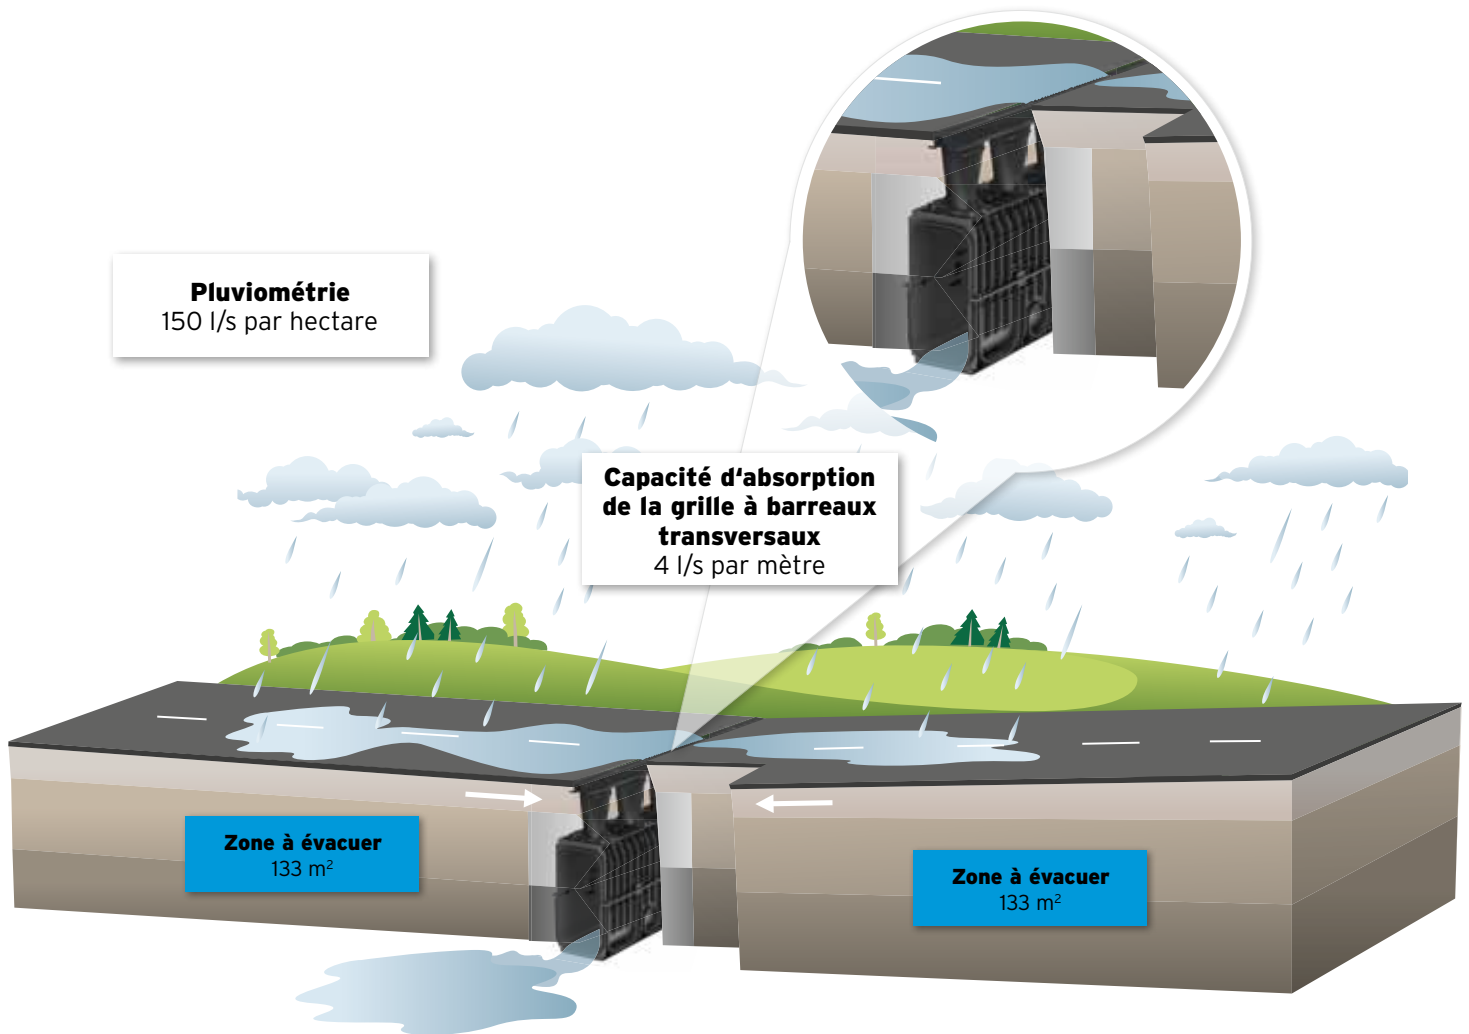 Pluviométrie
150 l/s par hectare
Capacité d‘absorption
de la grille à barreaux
transversaux
4 l/s par mètre
Zone à évacuer
133 m²
Zone à évacuer
133 m²